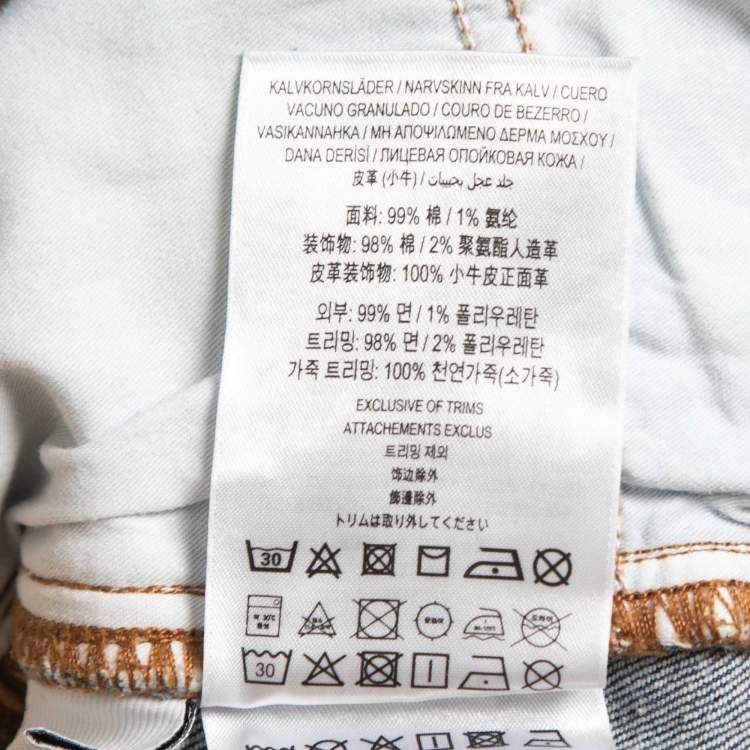 KALVKORNSLÄDER / NARVSKINN FRA KALV / CUERO
VACUNO GRANULADO / COURO DE BEZERRO /
VASIKANNAHKA / ΜΗ ΑΠΟΨΙΛΩΜΕΝΟ ΔΕΡΜΑ ΜΟΣΧΟΥ /
DANA DERİSİ / ЛИЦЕВАЯ ОПОЙКОВАЯ КОЖА /
皮革 (小牛) / جلد عجل بحبيبات
面料: 99% 棉 / 1% 氨纶
装饰物: 98% 棉 / 2% 聚氨酯人造革
皮革装饰物: 100% 小牛皮正面革
외부: 99% 면 / 1% 폴리우레탄
트리밍: 98% 면 / 2% 폴리우레탄
가죽 트리밍: 100% 천연가죽(소가죽)
EXCLUSIVE OF TRIMS
ATTACHEMENTS EXCLUS
트리밍 제외
饰边除外
飾邊除外
トリムは取り外してください
30
약 30℃
중성
30